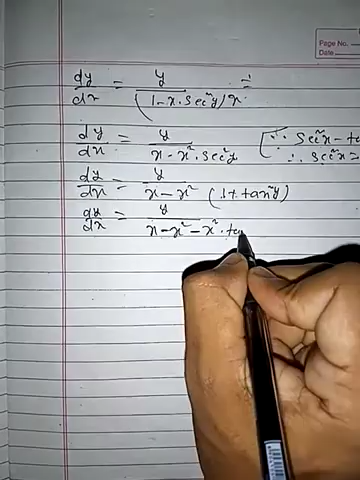 Page No.
Date
dy/dx = y/(1 - x · sec²y) x =
dy/dx = y/x - x² · sec²y [∵ sec²x - ta
∴ sec²x =
dy/dx = y/x - x² (1 + tan²y)
dy/dx = y/x - x² - x² · ta